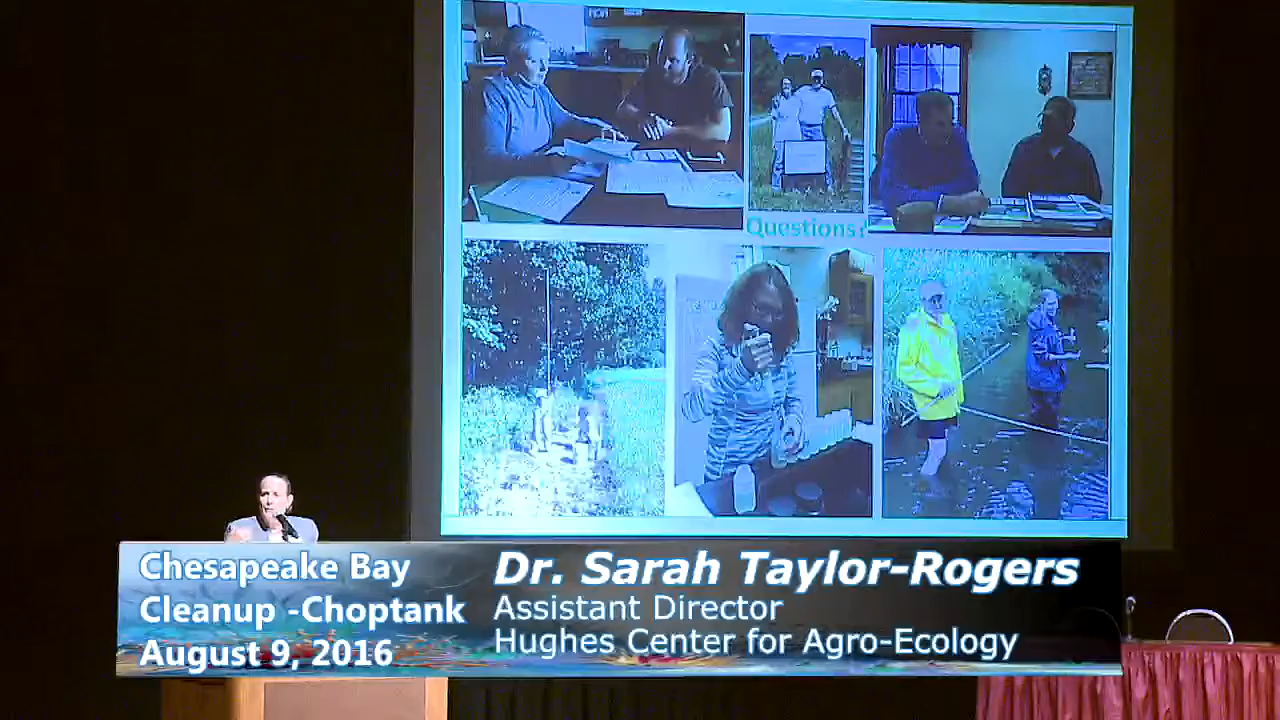 Questions?
Chesapeake Bay
Cleanup -Choptank
August 9, 2016
Dr. Sarah Taylor-Rogers
Assistant Director
Hughes Center for Agro-Ecology